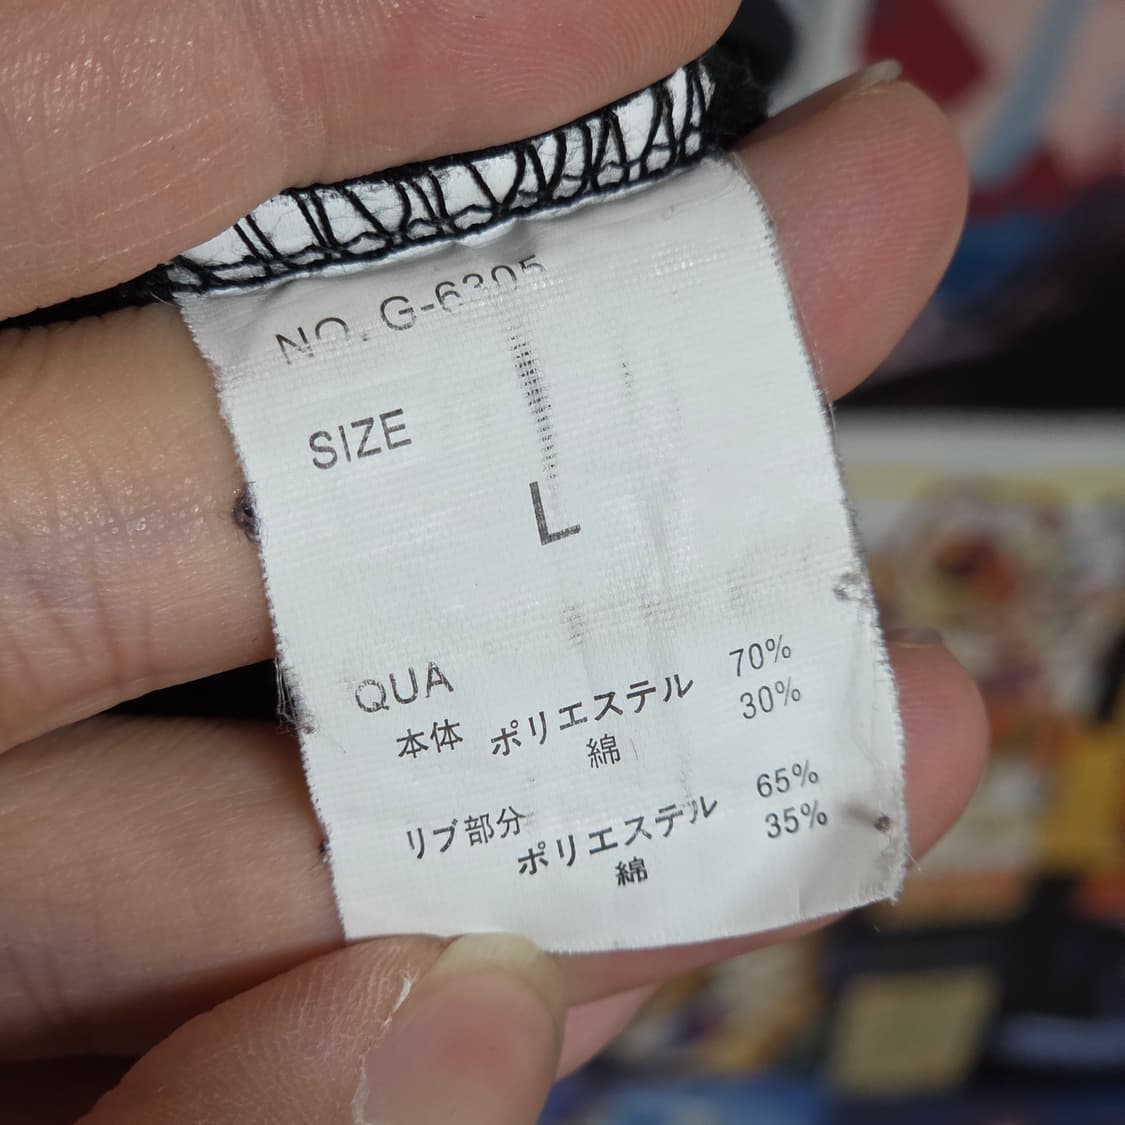 NO. G-6305
SIZE
L
QUA
本体 ポリエステル 70%
綿 30%
リブ部分
ポリエステル 65%
綿 35%